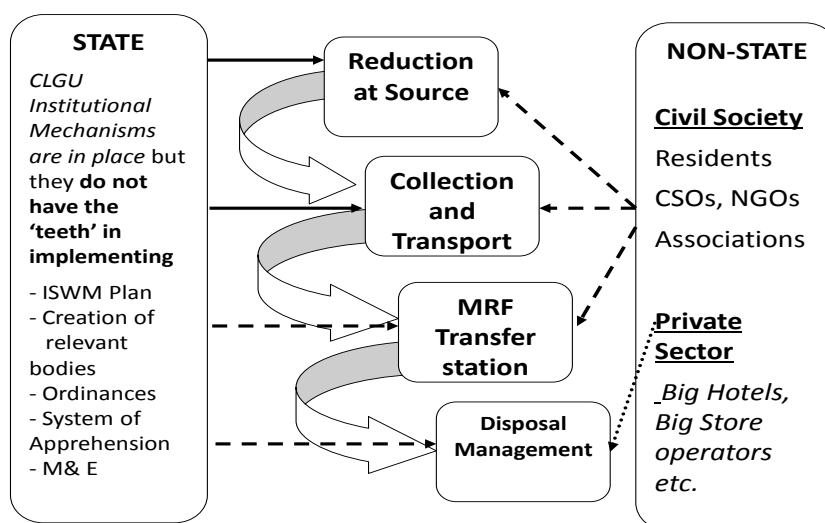 STATE
CLGU
Institutional
Mechanisms
are in place but
they do not
have the
‘teeth’ in
implementing
- ISWM Plan
- Creation of
relevant
bodies
- Ordinances
- System of
Apprehension
- M& E
Reduction
at Source
Collection
and
Transport
MRF
Transfer
station
Disposal
Management
NON-STATE
Civil Society
Residents
CSOs, NGOs
Associations
Private
Sector
Big Hotels,
Big Store
operators
etc.